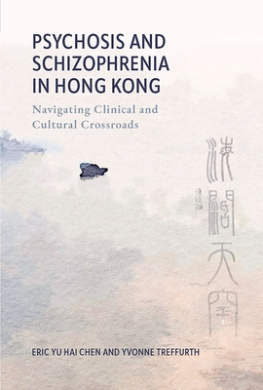 PSYCHOSIS AND
SCHIZOPHRENIA
IN HONG KONG
Navigating Clinical and
Cultural Crossroads
海
闊
天
空
ERIC YU HAI CHEN AND YVONNE TREFFURTH